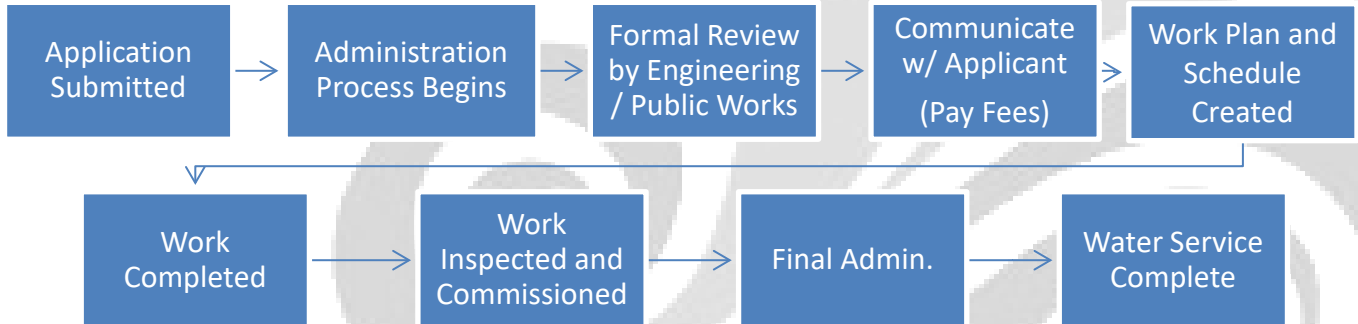 Application
Submitted
Administration
Process Begins
Formal Review
by Engineering
/ Public Works
Communicate
w/ Applicant
(Pay Fees)
Work Plan and
Schedule
Created
Work
Completed
Work
Inspected and
Commissioned
Final Admin.
Water Service
Complete